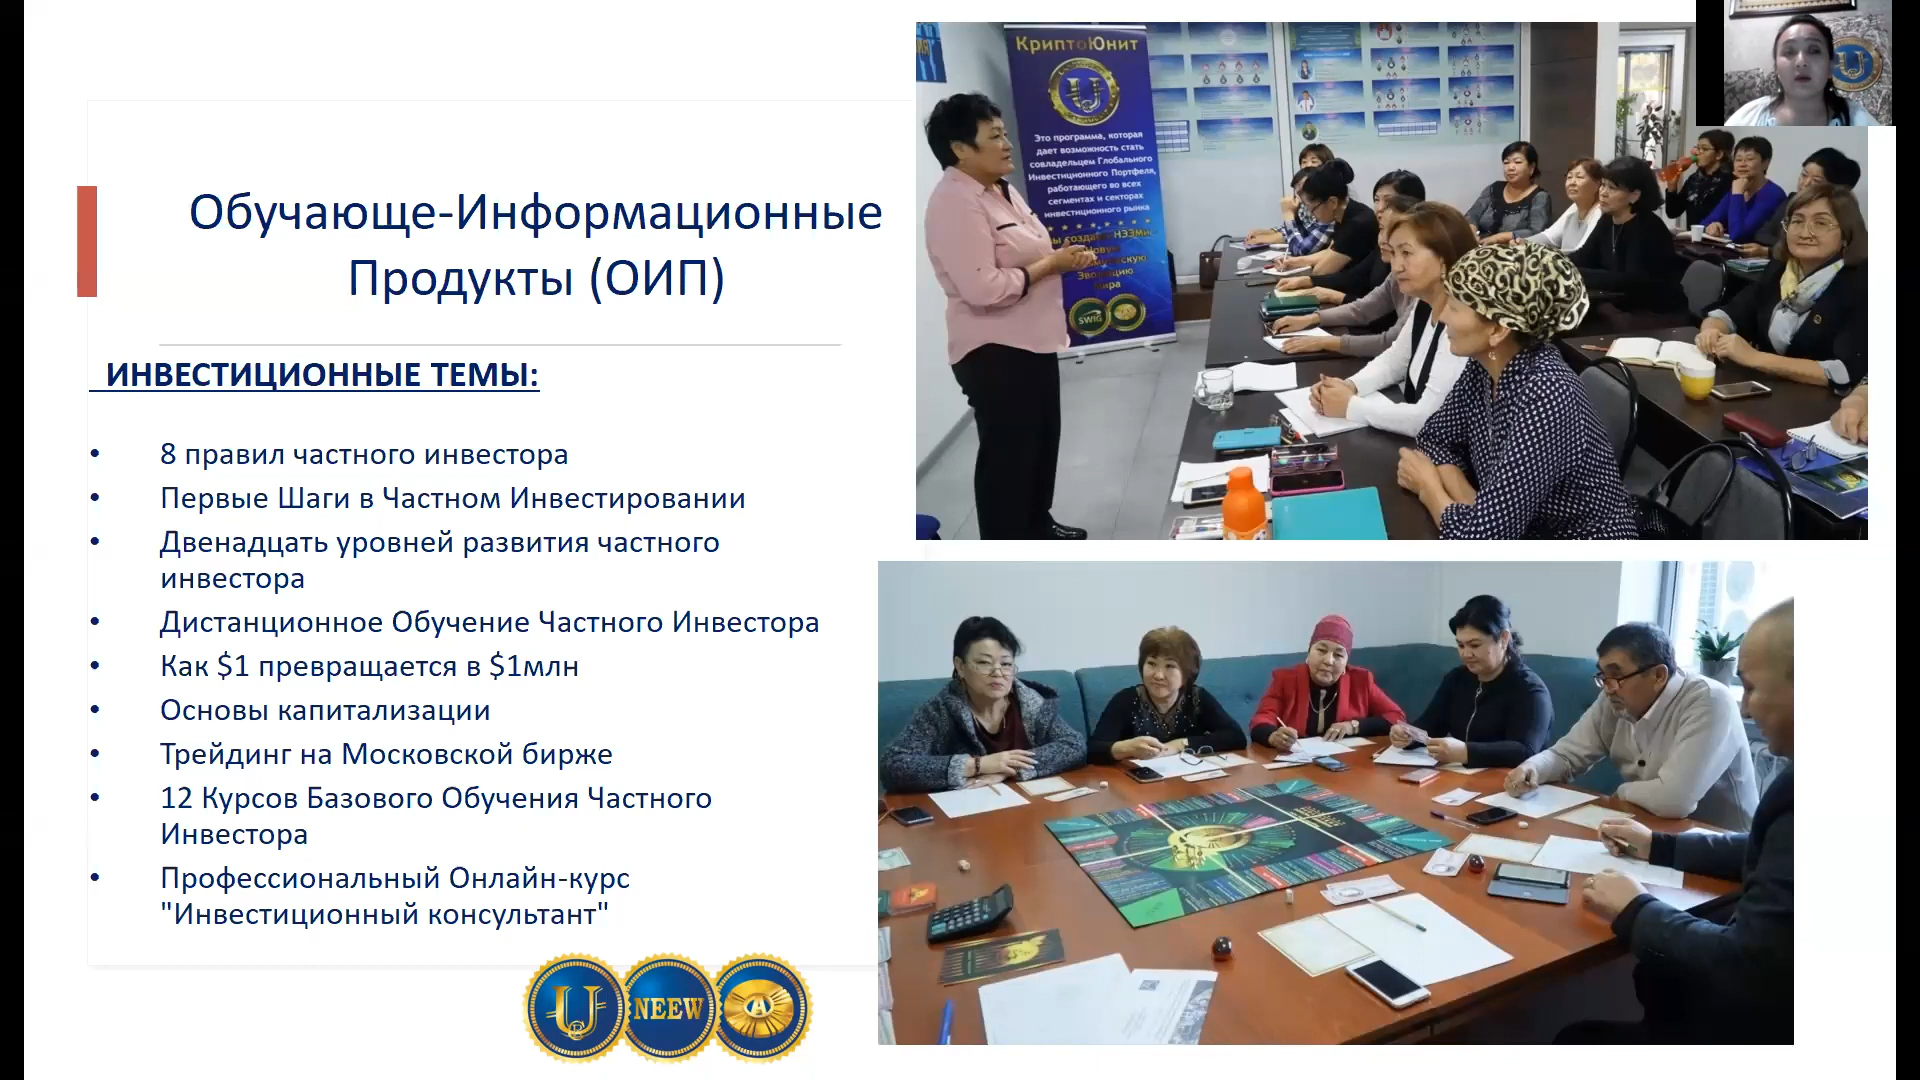 Обучающе-Информационные
Продукты (ОИП)
ИНВЕСТИЦИОННЫЕ ТЕМЫ:
• 8 правил частного инвестора
• Первые Шаги в Частном Инвестировании
• Двенадцать уровней развития частного
инвестора
• Дистанционное Обучение Частного Инвестора
• Как $1 превращается в $1млн
• Основы капитализации
• Трейдинг на Московской бирже
• 12 Курсов Базового Обучения Частного
Инвестора
• Профессиональный Онлайн-курс
"Инвестиционный консультант"
NEEW
A
КриптоЮнит
Это программа, которая
дает возможность стать
совладельцем Глобального
Инвестиционного Портфеля,
работающего во всех
сегментах и секторах
инвестиционного рынка
Мира
SWIG